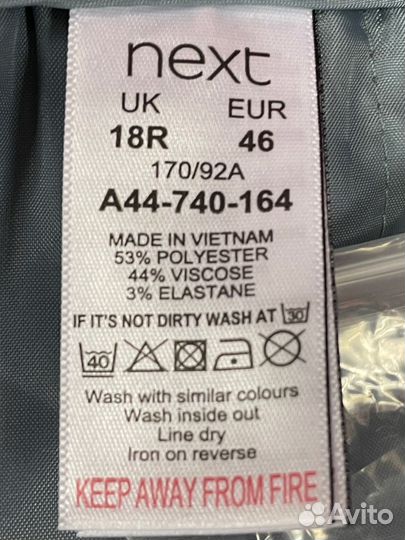 next
UK EUR
18R 46
170/92A
A44-740-164
MADE IN VIETNAM
53% POLYESTER
44% VISCOSE
3% ELASTANE
IF IT'S NOT DIRTY WASH AT 30
40
Wash with similar colours
Wash inside out
Line dry
Iron on reverse
KEEP AWAY FROM FIRE
Avito